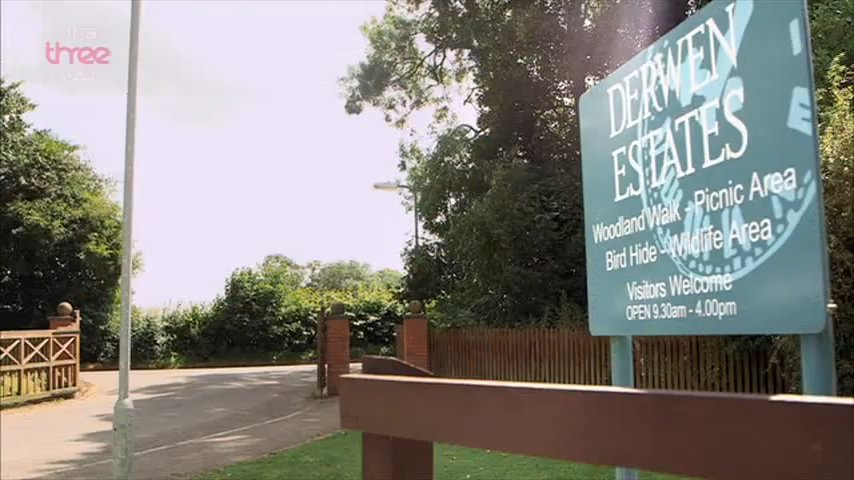 three
DERWEN
ESTATES
Woodland Walk - Picnic Area
Bird Hide - Wildlife Area
Visitors Welcome
OPEN 9.30am - 4.00pm